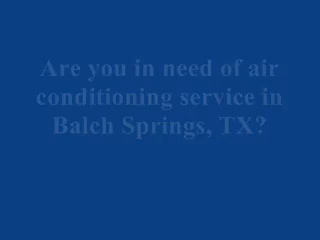 Are you in need of air
conditioning service in
Balch Springs, TX?